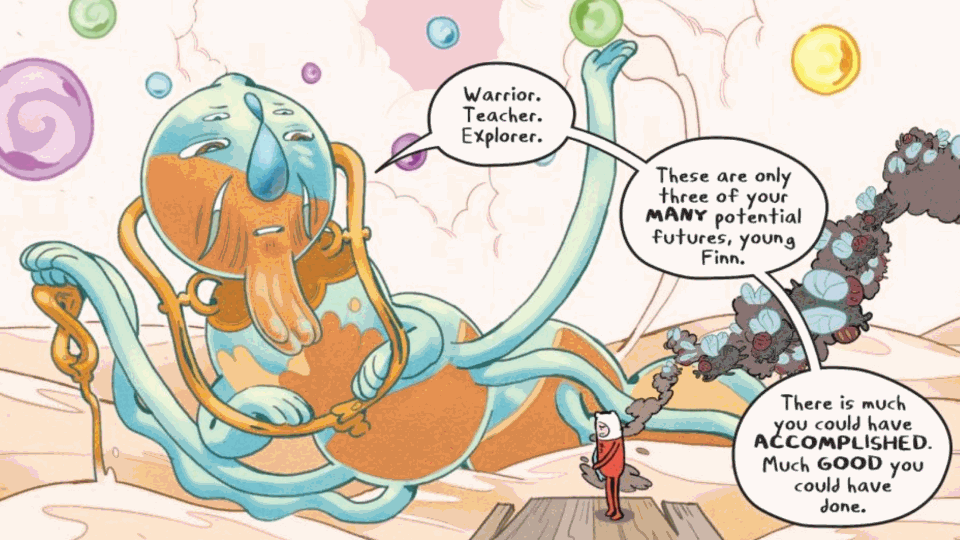 Warrior.
Teacher.
Explorer.
These are only
three of your
MANY potential
futures, young
Finn.
There is much
you could have
ACCOMPLISHED.
Much GOOD you
could have
done.